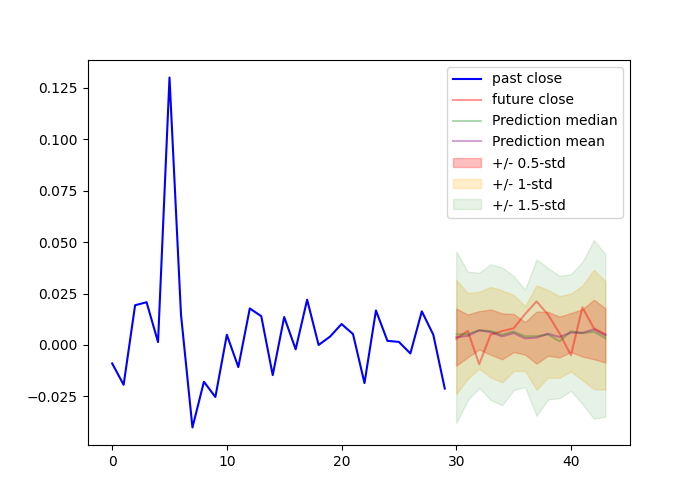 past close
future close
Prediction median
Prediction mean
+/- 0.5-std
+/- 1-std
+/- 1.5-std
0.125
0.100
0.075
0.050
0.025
0.000
−0.025
0 10 20 30 40